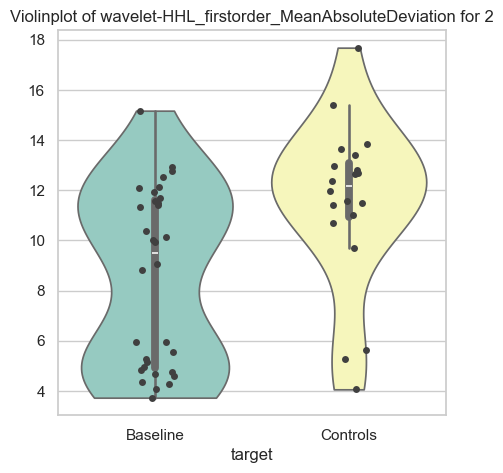 Violinplot of wavelet-HHL_firstorder_MeanAbsoluteDeviation for 2
18
16
14
12
10
8
6
4
Baseline Controls
target